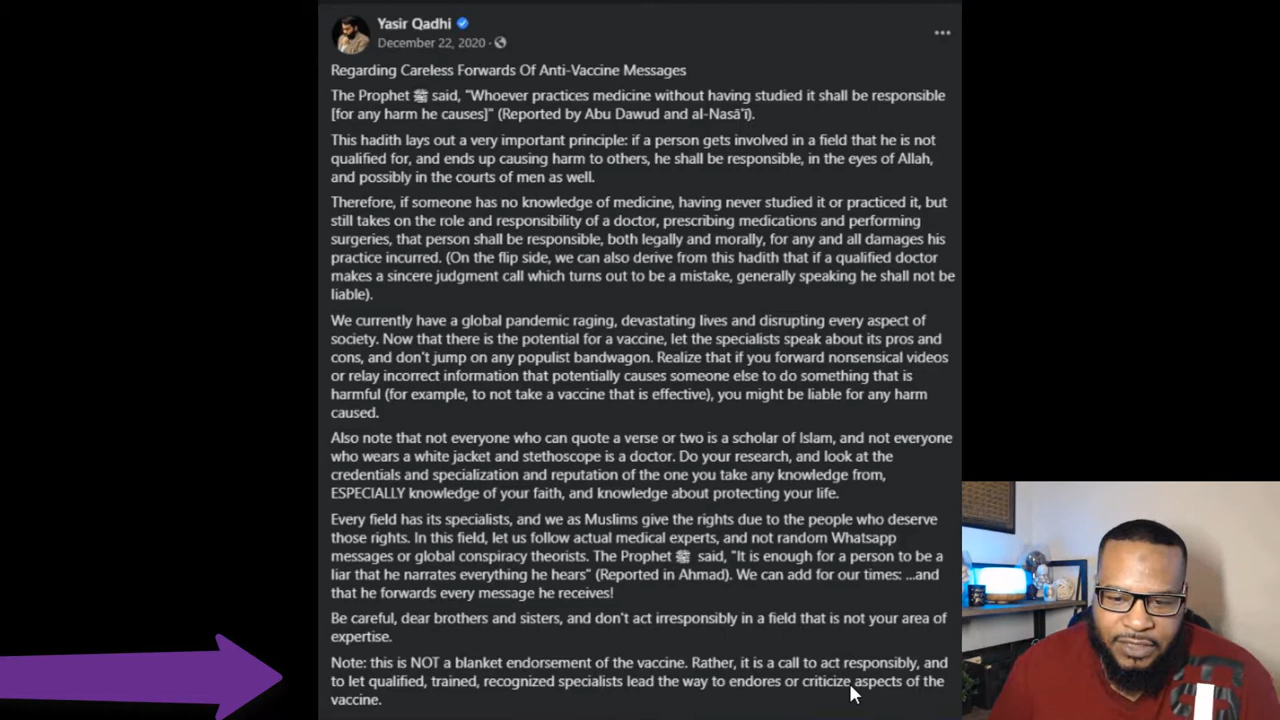 Yasir Qadhi
December 22, 2020
Regarding Careless Forwards Of Anti-Vaccine Messages
The Prophet ﷺ said, "Whoever practices medicine without having studied it shall be responsible
[for any harm he causes]" (Reported by Abu Dawud and al-Nasā'ī).
This hadith lays out a very important principle: if a person gets involved in a field that he is not
qualified for, and ends up causing harm to others, he shall be responsible, in the eyes of Allah,
and possibly in the courts of men as well.
Therefore, if someone has no knowledge of medicine, having never studied it or practiced it, but
still takes on the role and responsibility of a doctor, prescribing medications and performing
surgeries, that person shall be responsible, both legally and morally, for any and all damages his
practice incurred. (On the flip side, we can also derive from this hadith that if a qualified doctor
makes a sincere judgment call which turns out to be a mistake, generally speaking he shall not be
liable).
We currently have a global pandemic raging, devastating lives and disrupting every aspect of
society. Now that there is the potential for a vaccine, let the specialists speak about its pros and
cons, and don't jump on any populist bandwagon. Realize that if you forward nonsensical videos
or relay incorrect information that potentially causes someone else to do something that is
harmful (for example, to not take a vaccine that is effective), you might be liable for any harm
caused.
Also note that not everyone who can quote a verse or two is a scholar of Islam, and not everyone
who wears a white jacket and stethoscope is a doctor. Do your research, and look at the
credentials and specialization and reputation of the one you take any knowledge from,
ESPECIALLY knowledge of your faith, and knowledge about protecting your life.
Every field has its specialists, and we as Muslims give the rights due to the people who deserve
those rights. In this field, let us follow actual medical experts, and not random Whatsapp
messages or global conspiracy theorists. The Prophet ﷺ said, "It is enough for a person to be a
liar that he narrates everything he hears" (Reported in Ahmad). We can add for our times: ...and
that he forwards every message he receives!
Be careful, dear brothers and sisters, and don't act irresponsibly in a field that is not your area of
expertise.
Note: this is NOT a blanket endorsement of the vaccine. Rather, it is a call to act responsibly, and
to let qualified, trained, recognized specialists lead the way to endores or criticize aspects of the
vaccine.